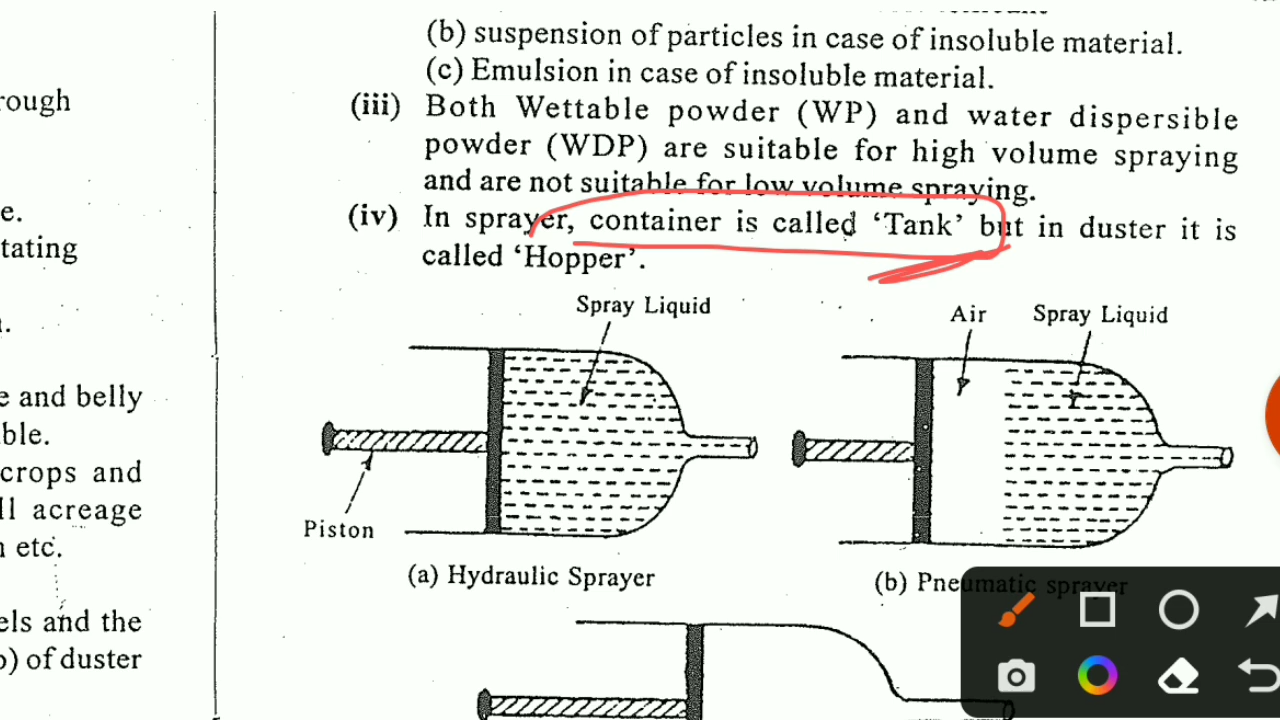 rough
e.
tating
e and belly
ble.
crops and
ll acreage
etc.
els and the
of duster
(b) suspension of particles in case of insoluble material.
(c) Emulsion in case of insoluble material.
(iii) Both Wettable powder (WP) and water dispersible
powder (WDP) are suitable for high volume spraying
and are not suitable for low volume spraying.
(iv) In sprayer, container is called ‘Tank’ but in duster it is
called ‘Hopper’.
Spray Liquid
Air Spray Liquid
Piston
(a) Hydraulic Sprayer
(b) Pneumatic sprayer